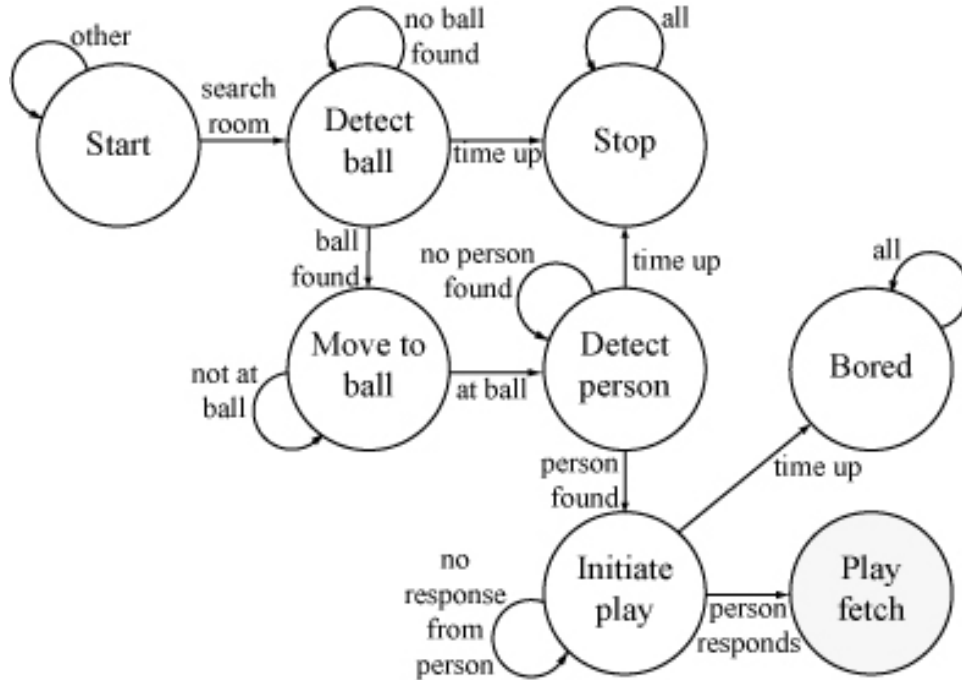 other
no ball
found
all
search
room
Start
Detect
ball
time up
Stop
ball
found
no person
found
time up
all
Move to
ball
not at
ball
at ball
Detect
person
Bored
person
found
time up
no
response
from
person
Initiate
play
person
responds
Play
fetch